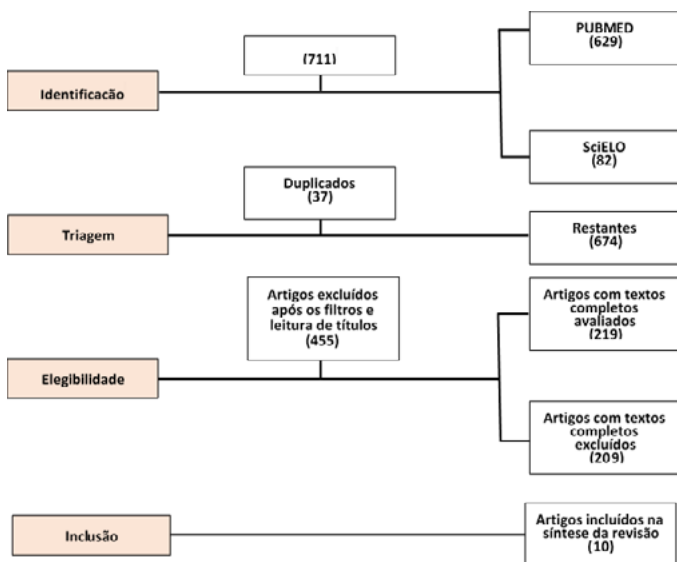 (711)
PUBMED
(629)
Identificacão
SciELO
(82)
Duplicados
(37)
Triagem
Restantes
(674)
Artigos excluídos
após os filtros e
leitura de títulos
(455)
Artigos com textos
completos
avaliados
(219)
Elegibilidade
Artigos com textos
completos
excluídos
(209)
Inclusão
Artigos incluídos na
síntese da revisão
(10)